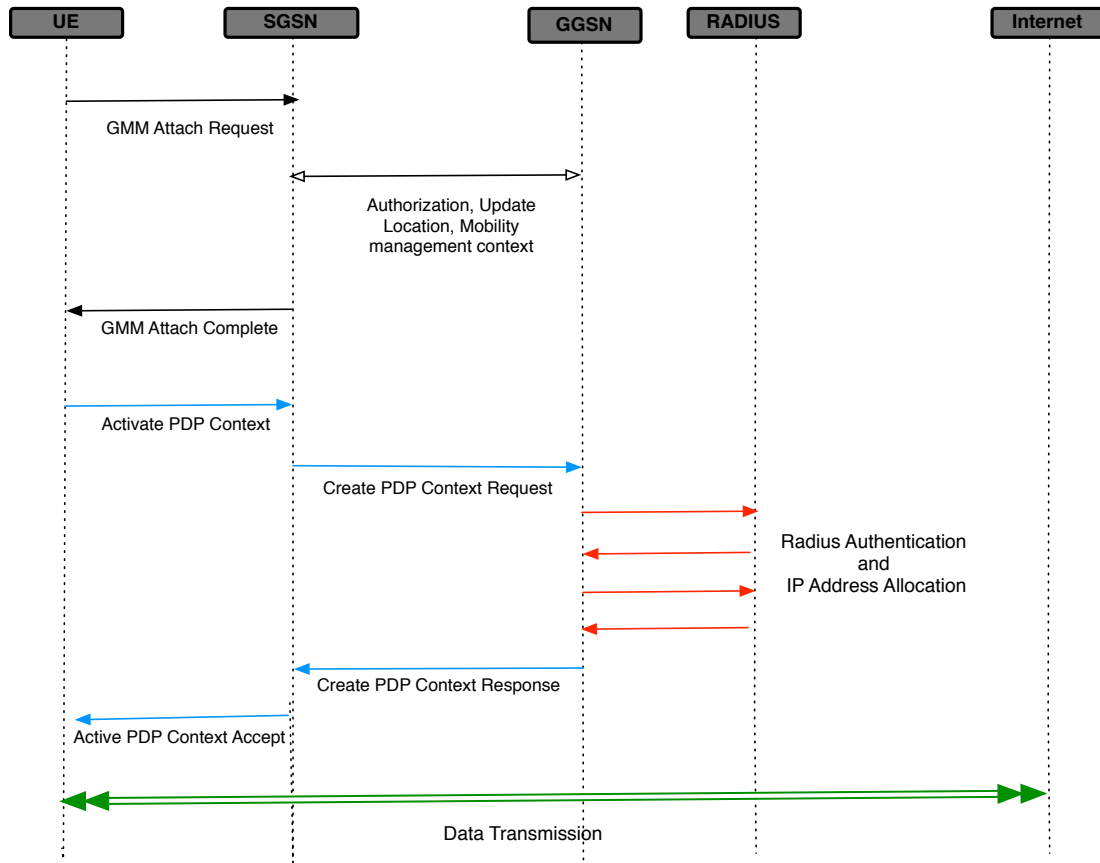 UE
SGSN
GGSN
RADIUS
Internet
GMM Attach Request
Authorization, Update
Location, Mobility
management context
GMM Attach Complete
Activate PDP Context
Create PDP Context Request
Radius Authentication
and
IP Address Allocation
Create PDP Context Response
Active PDP Context Accept
Data Transmission